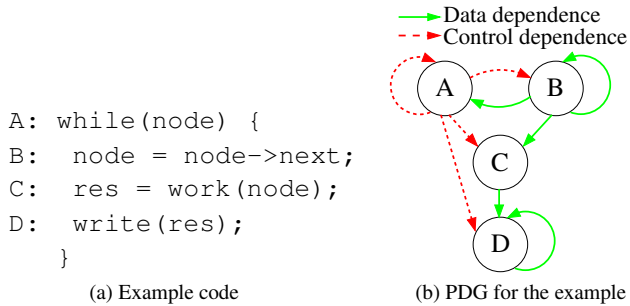 Data dependence
Control dependence
A: while(node) {
B:  node = node->next;
C:  res = work(node);
D:  write(res);
}
A
B
C
D
(a) Example code
(b) PDG for the example